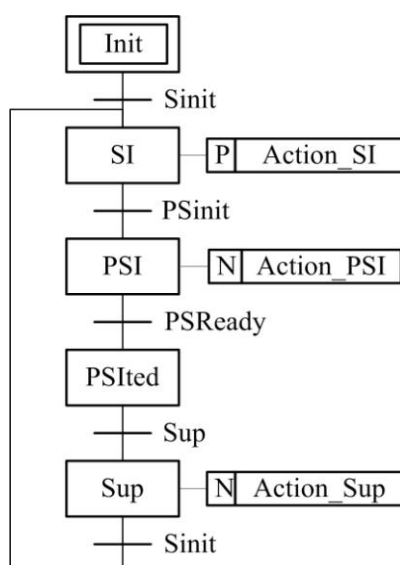 Init
Sinit
SI P Action_SI
PSinit
PSI N Action_PSI
PSReady
PSIted
Sup
Sup N Action_Sup
Sinit